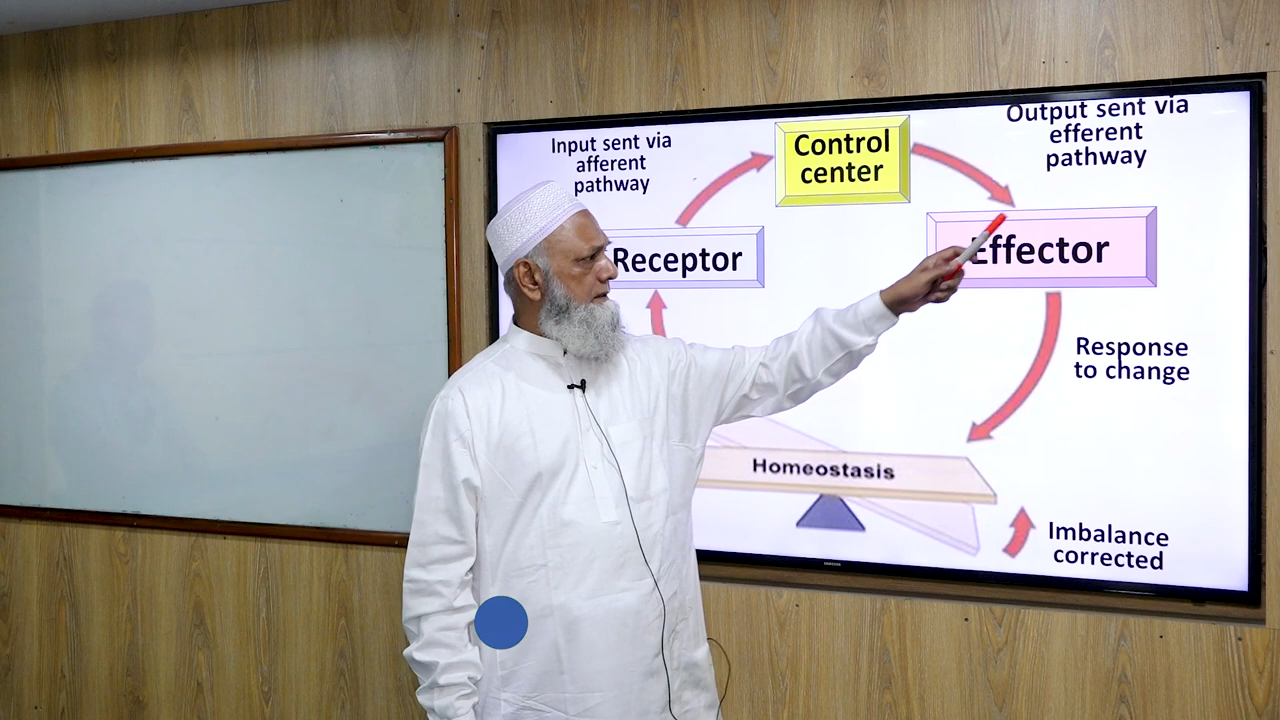 Input sent via
afferent
pathway
Control
center
Output sent via
efferent
pathway
Receptor
Effector
Response
to change
Homeostasis
Imbalance
corrected
SAMSUNG